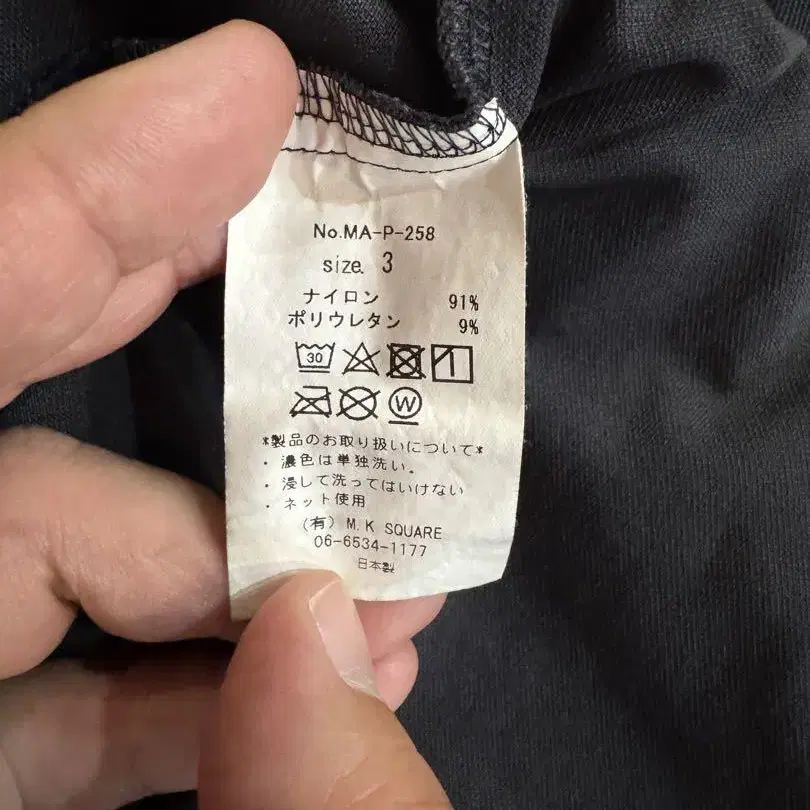 No.MA-P-258
size. 3
ナイロン 91%
ポリウレタン 9%
30
W
*製品のお取り扱いについて*
・濃色は単独洗い。
・浸して洗ってはいけない
・ネット使用
(有) M.K SQUARE
06-6534-1177
日本製